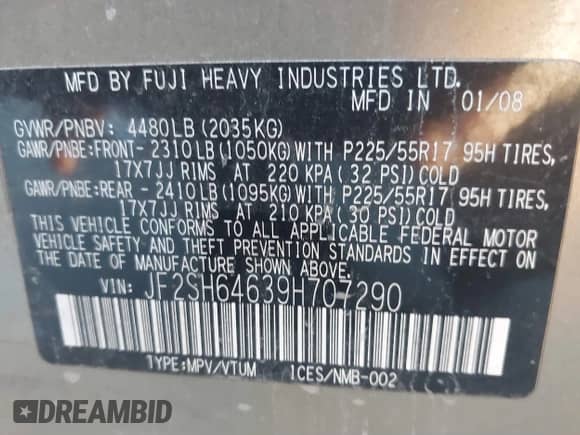 MFD BY FUJI HEAVY INDUSTRIES LTD.
MFD IN 01/08
GVWR/PNBV: 4480LB(2035KG)
GAWR/PNBE:FRONT- 2310LB(1050KG)WITH P225/55R17 95H TIRES,
17X7JJ RIMS AT 220 KPA(32 PSI)COLD
GAWR/PNBE:REAR - 2410LB(1095KG)WITH P225/55R17 95H TIRES,
17X7JJ RIMS AT 210 KPA(30 PSI)COLD
THIS VEHICLE CONFORMS TO ALL APPLICABLE FEDERAL MOTOR
VEHICLE SAFETY AND THEFT PREVENTION STANDARDS IN EFFECT ON
THE DATE OF MANUFACTURE SHOWN ABOVE.
VIN: JF2SH64639H707290
TYPE:MPV/VTUM ICES/NMB-002
DREAMBID